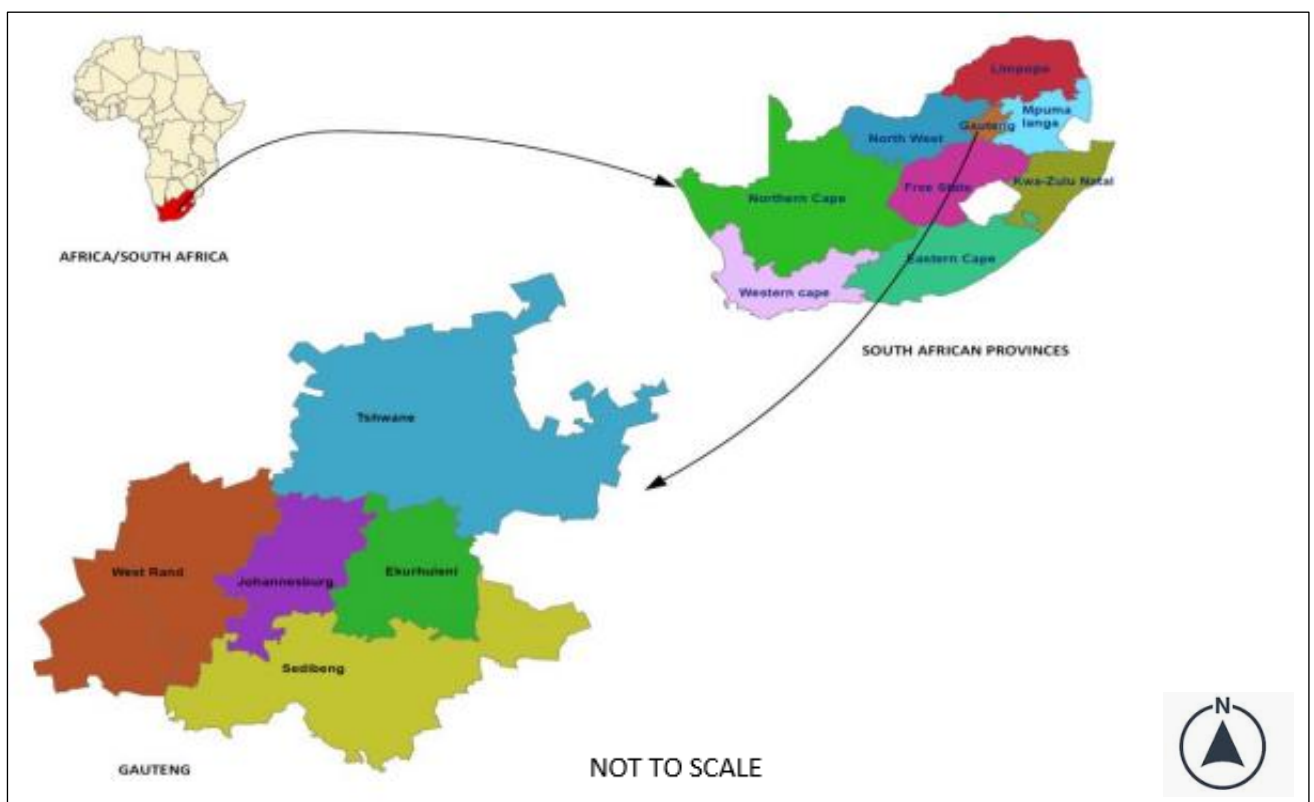 Limpopo
Mpuma
langa
Gauteng
North West
Free State
Kwa-Zulu Natal
Northern Cape
AFRICA/SOUTH AFRICA
Eastern Cape
Western cape
SOUTH AFRICAN PROVINCES
Tshwane
West Rand
Johannesburg
Ekurhuleni
Sedibeng
N
GAUTENG
NOT TO SCALE